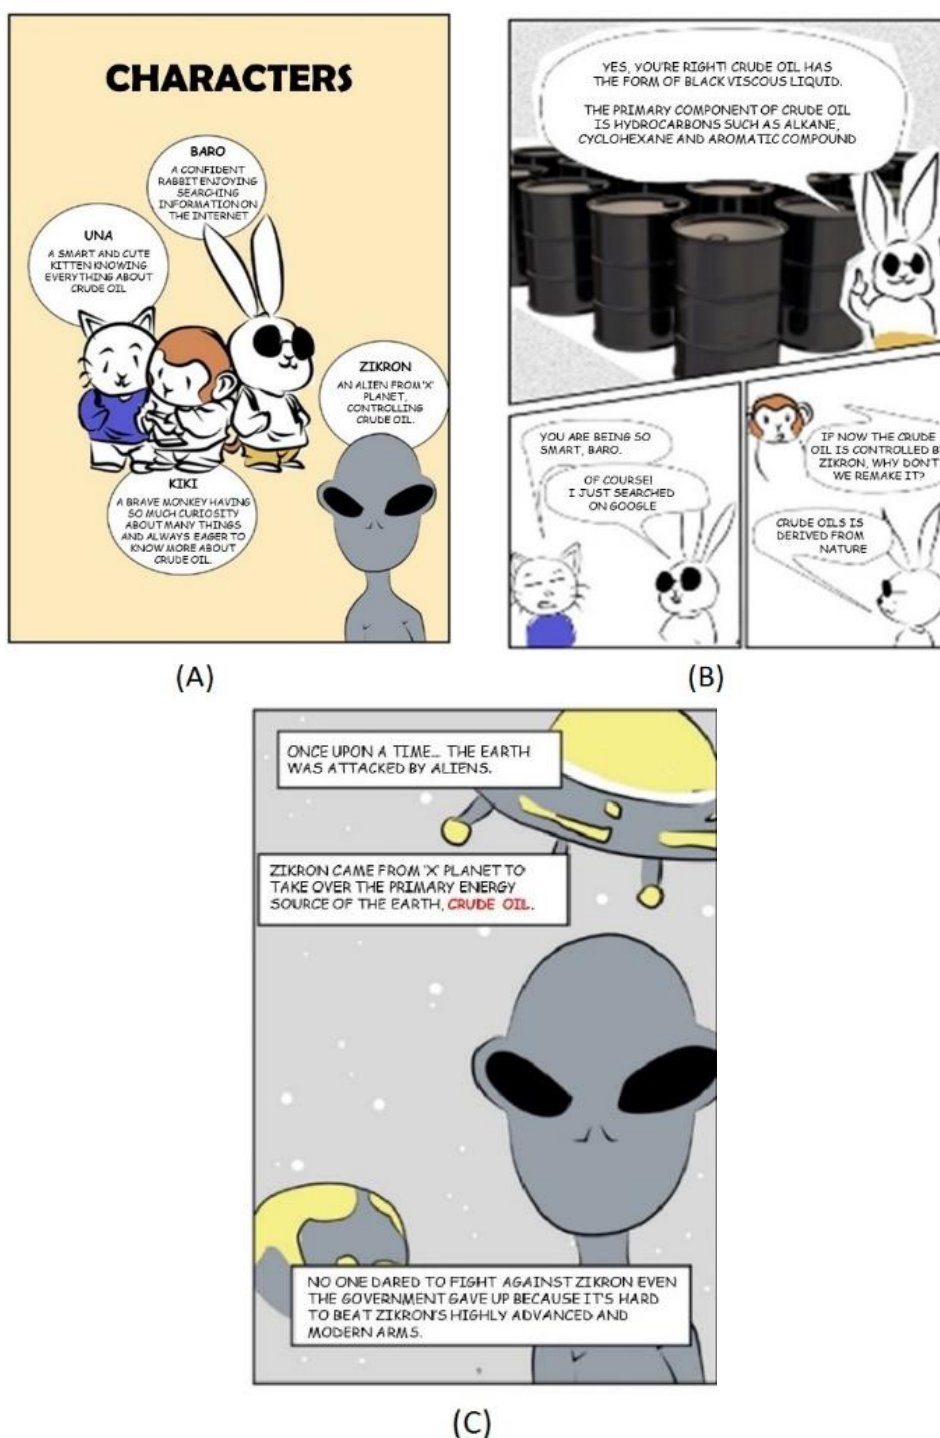 CHARACTERS
BARO
A CONFIDENT
RABBIT ENJOYING
SEARCHING
INFORMATION ON
THE INTERNET
UNA
A SMART AND CUTE
KITTEN KNOWING
EVERYTHING ABOUT
CRUDE OIL
ZIKRON
AN ALIEN FROM 'X'
PLANET,
CONTROLLING
CRUDE OIL.
KIKI
A BRAVE MONKEY HAVING
SO MUCH CURIOSITY
ABOUT MANY THINGS
AND ALWAYS EAGER TO
KNOW MORE ABOUT
CRUDE OIL.
(A)
YES, YOU'RE RIGHT! CRUDE OIL HAS
THE FORM OF BLACK VISCOUS LIQUID.
THE PRIMARY COMPONENT OF CRUDE OIL
IS HYDROCARBONS SUCH AS ALKANE,
CYCLOHEXANE AND AROMATIC COMPOUND
YOU ARE BEING SO
SMART, BARO.
OF COURSE!
I JUST SEARCHED
ON GOOGLE
IF NOW THE CRUDE
OIL IS CONTROLLED BY
ZIKRON, WHY DON'T
WE REMAKE IT?
CRUDE OILS IS
DERIVED FROM
NATURE
(B)
ONCE UPON A TIME... THE EARTH
WAS ATTACKED BY ALIENS.
ZIKRON CAME FROM 'X' PLANET TO
TAKE OVER THE PRIMARY ENERGY
SOURCE OF THE EARTH, CRUDE OIL.
NO ONE DARED TO FIGHT AGAINST ZIKRON EVEN
THE GOVERNMENT GAVE UP BECAUSE IT'S HARD
TO BEAT ZIKRON'S HIGHLY ADVANCED AND
MODERN ARMS.
(C)